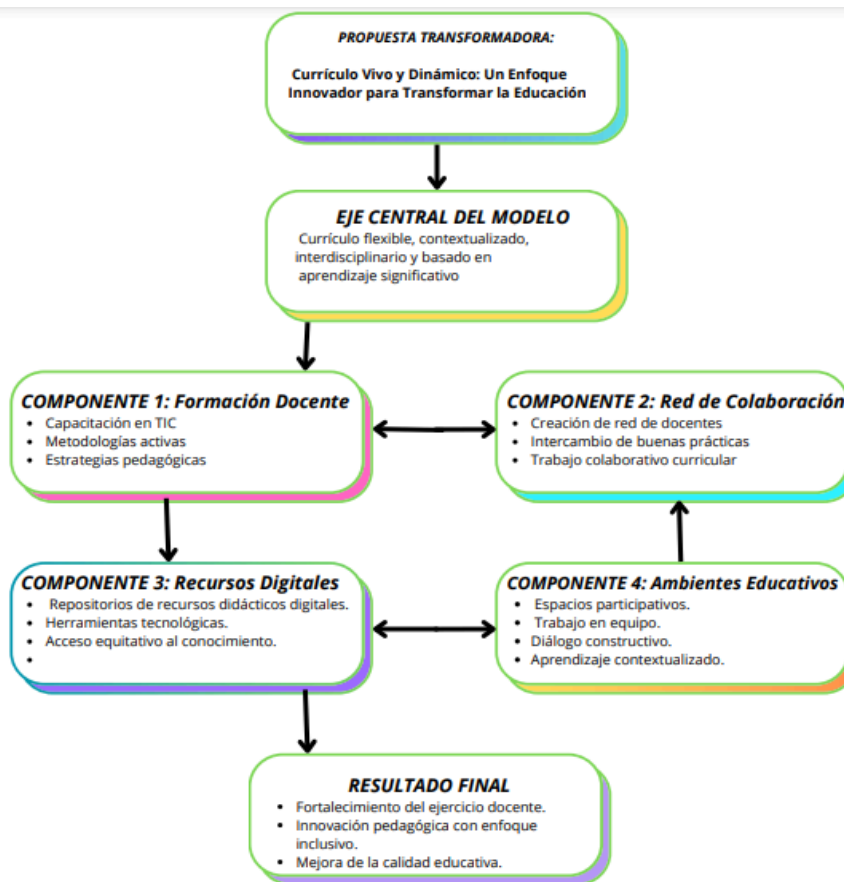 PROPUESTA TRANSFORMADORA:
Currículo Vivo y Dinámico: Un Enfoque
Innovador para Transformar la Educación
EJE CENTRAL DEL MODELO
Currículo flexible, contextualizado,
interdisciplinario y basado en
aprendizaje significativo
COMPONENTE 1: Formación Docente
• Capacitación en TIC
• Metodologías activas
• Estrategias pedagógicas
COMPONENTE 2: Red de Colaboración
• Creación de red de docentes
• Intercambio de buenas prácticas
• Trabajo colaborativo curricular
COMPONENTE 3: Recursos Digitales
• Repositorios de recursos didácticos digitales.
• Herramientas tecnológicas.
• Acceso equitativo al conocimiento.
•
COMPONENTE 4: Ambientes Educativos
• Espacios participativos.
• Trabajo en equipo.
• Diálogo constructivo.
• Aprendizaje contextualizado.
RESULTADO FINAL
• Fortalecimiento del ejercicio docente.
• Innovación pedagógica con enfoque
inclusivo.
• Mejora de la calidad educativa.